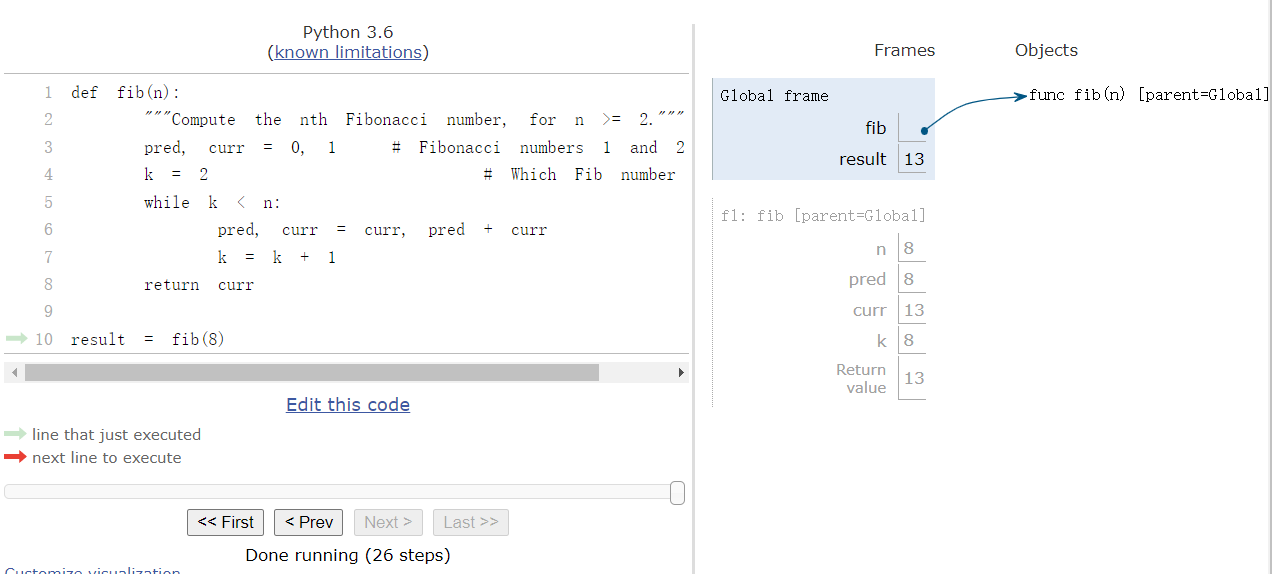 Python 3.6
(known limitations)
1 def fib(n):
2 """Compute the nth Fibonacci number, for n >= 2."""
3 pred, curr = 0, 1 # Fibonacci numbers 1 and 2
4 k = 2 # Which Fib number
5 while k < n:
6 pred, curr = curr, pred + curr
7 k = k + 1
8 return curr
9
10 result = fib(8)
Edit this code
line that just executed
next line to execute
<< First < Prev Next > Last >>
Done running (26 steps)
Customize visualization
Frames Objects
Global frame
fib
func fib(n) [parent=Global]
result 13
f1: fib [parent=Global]
n 8
pred 8
curr 13
k 8
Return
value 13